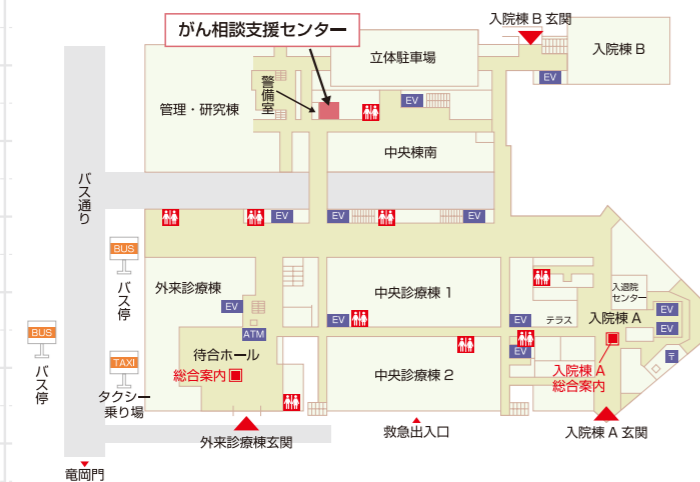 がん相談支援センター
入院棟 B 玄関
立体駐車場
入院棟 B
EV
警備室
EV
管理・研究棟
中央棟南
バス通り
EV
EV
EV
BUS
バス停
外来診療棟
中央診療棟 1
入退院
センター
EV
EV
EV
テラス
入院棟 A
EV
EV
BUS
バス停
ATM
待合ホール
総合案内
EV
〒
TAXI
タクシー
乗り場
中央診療棟 2
入院棟 A
総合案内
外来診療棟玄関
救急出入口
入院棟 A 玄関
竜岡門